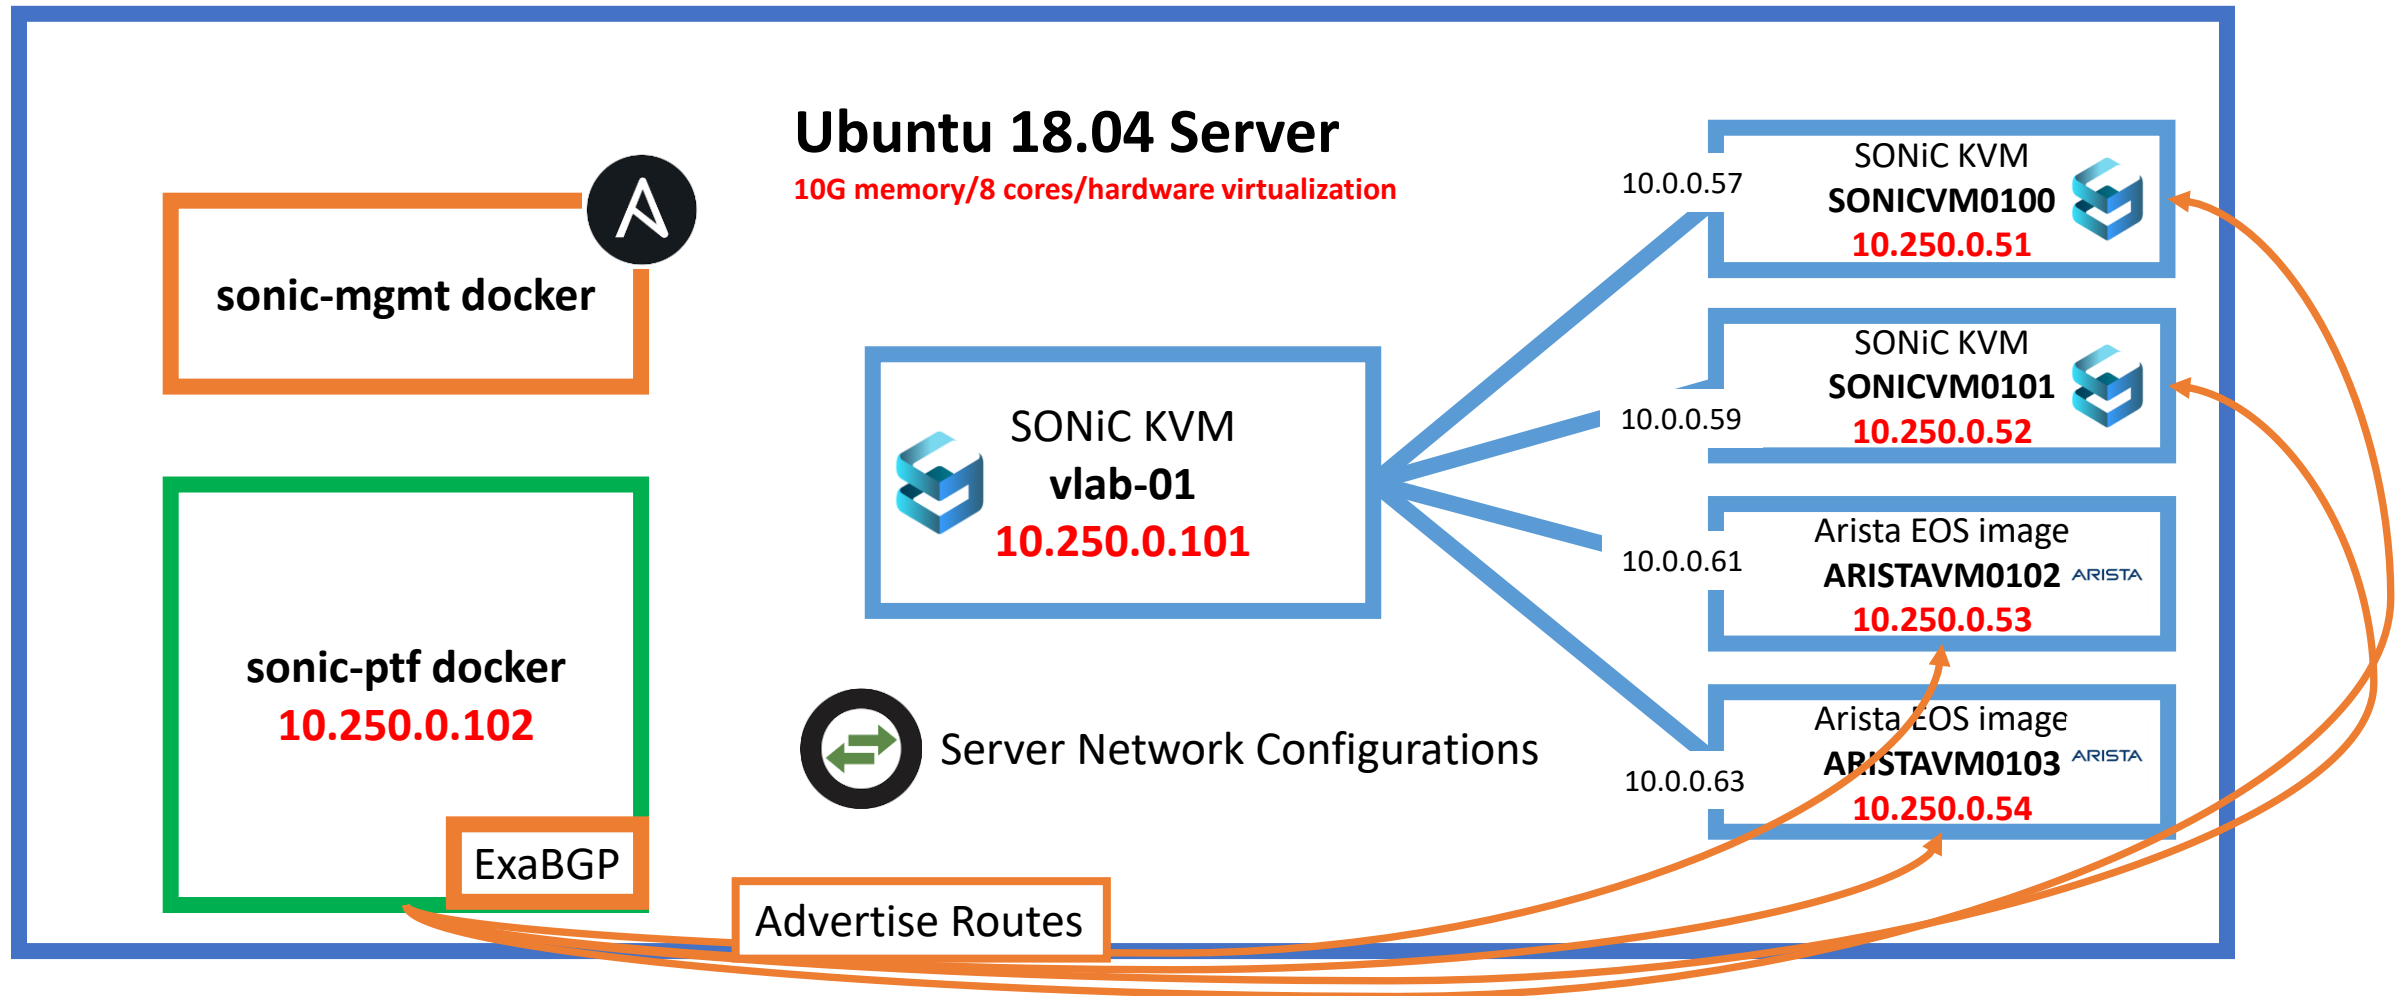 Ubuntu 18.04 Server
10G memory/8 cores/hardware virtualization
sonic-mgmt docker
sonic-ptf docker
10.250.0.102
ExaBGP
SONiC KVM
vlab-01
10.250.0.101
Server Network Configurations
Advertise Routes
10.0.0.57
SONiC KVM
SONICVM0100
10.250.0.51
10.0.0.59
SONiC KVM
SONICVM0101
10.250.0.52
10.0.0.61
Arista EOS image
ARISTAVM0102
ARISTA
10.250.0.53
10.0.0.63
Arista EOS image
ARISTAVM0103
ARISTA
10.250.0.54